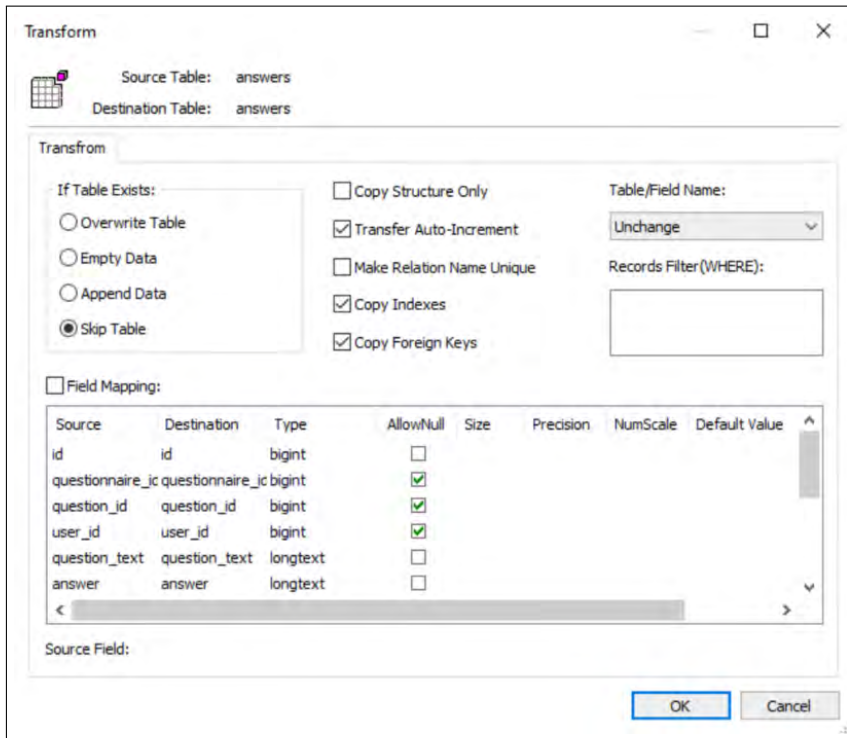 Transform
Source Table: answers
Destination Table: answers
Transfrom
If Table Exists:
Overwrite Table
Empty Data
Append Data
Skip Table
Copy Structure Only
Transfer Auto-Increment
Make Relation Name Unique
Copy Indexes
Copy Foreign Keys
Table/Field Name:
Unchange
Records Filter(WHERE):
Field Mapping:
Source Destination Type AllowNull Size Precision NumScale Default Value
id id bigint
questionnaire_ic questionnaire_ic bigint
question_id question_id bigint
user_id user_id bigint
question_text question_text longtext
answer answer longtext
Source Field:
OK Cancel